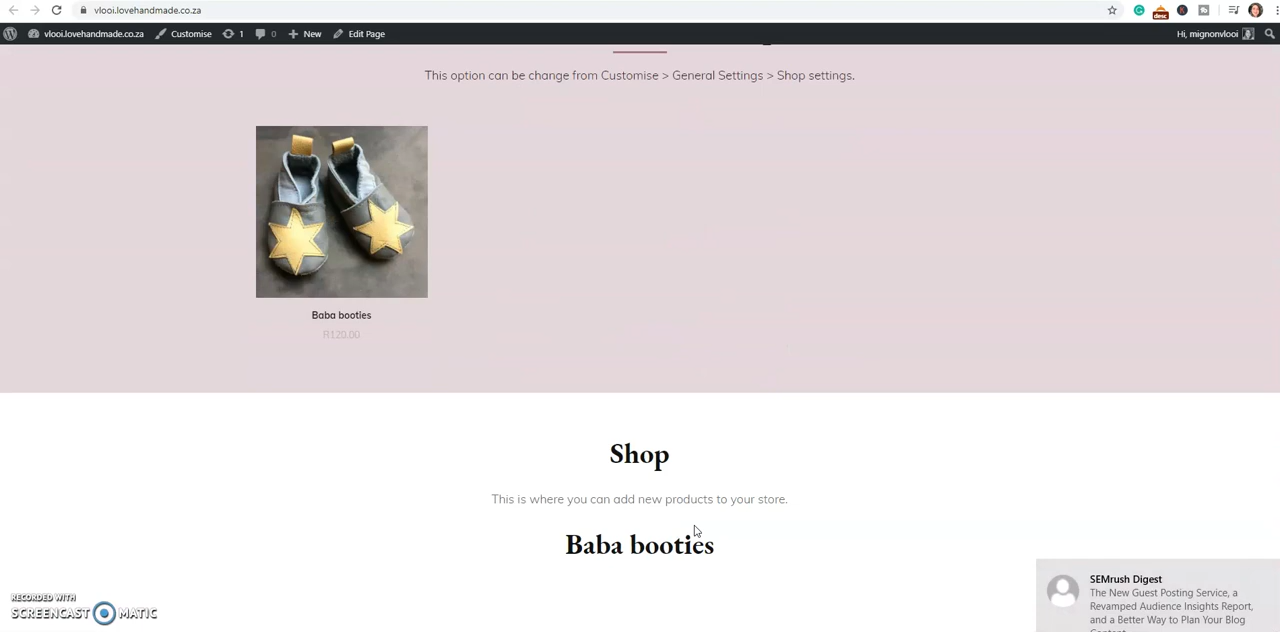 vlooi.lovehandmade.co.za
vlooi.lovehandmade.co.za Customise 1 0 New Edit Page Hi, mignonvlooi
This option can be change from Customise > General Settings > Shop settings.
Baba booties
R120.00
Shop
This is where you can add new products to your store.
Baba booties
SEMrush Digest
The New Guest Posting Service, a
Revamped Audience Insights Report,
and a Better Way to Plan Your Blog
RECORDED WITH
SCREENCAST MATIC
desc